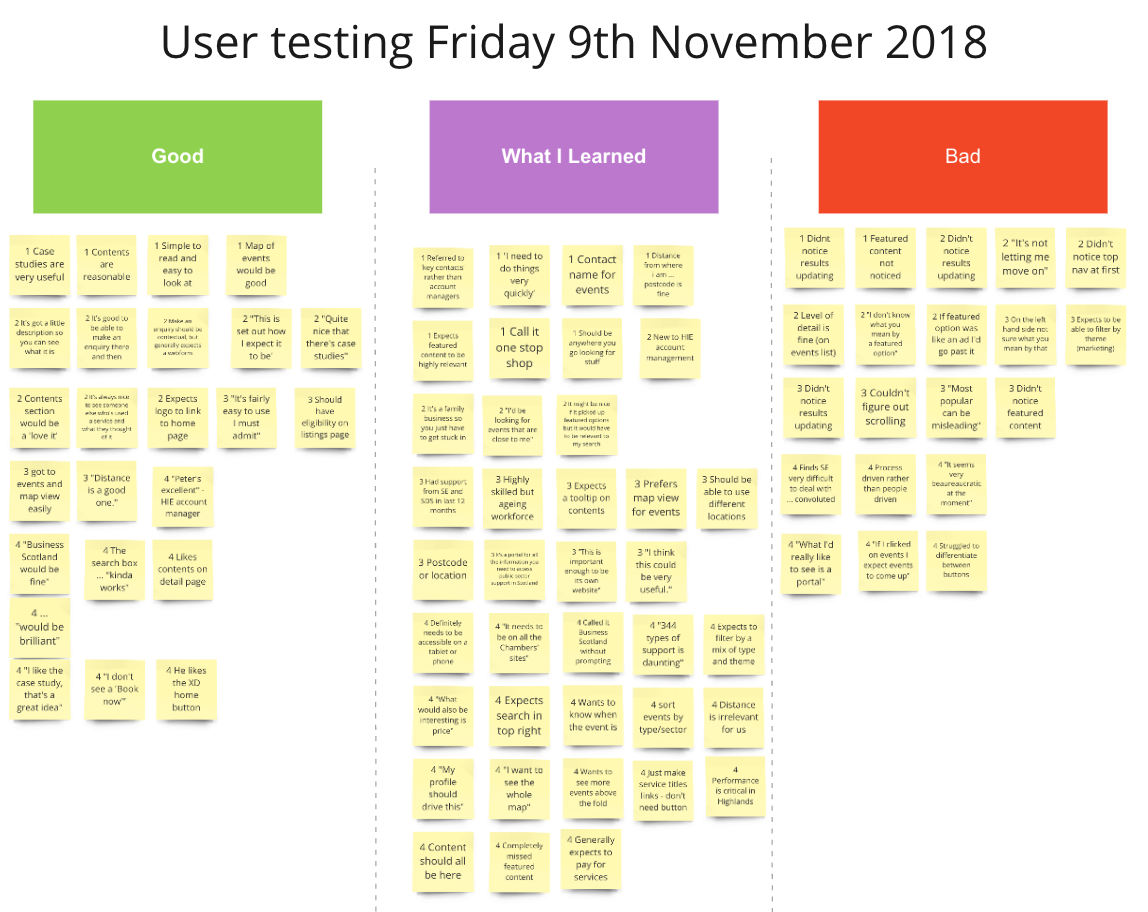 User testing Friday 9th November 2018
Good
1 Case
studies are
very useful
1 Contents
are
reasonable
1 Simple to
read and
easy to
look at
1 Map of
events
would be
good
2 It's got a little
description so
you can see
what it is
2 It's good to
be able to
make an
enquiry there
and then
2 Make an
enquiry should be
contextual, but
generally expects
a webform
2 "This is
set out how
I expect it
to be'
2 "Quite
nice that
there's case
studies"
2 Contents
section
would be
a 'love it'
2 It's always nice
to see someone
else who's used
a service and
what they thought
of it
2 Expects
logo to link
to home
page
3 "It's fairly
easy to use
I must
admit"
3 Should
have
eligibility on
listings page
3 got to
events and
map view
easily
3 "Distance
is a good
one."
4 "Peter's
excellent" -
HIE account
manager
4 "Business
Scotland
would be
fine"
4 The
search box
... "kinda
works"
4 Likes
contents on
detail page
4 ...
"would be
brilliant"
4 "I like the
case study,
that's a
great idea"
4 "I don't
see a 'Book
now'"
4 He likes
the XD
home
button
What I Learned
1 Referred to
'key contacts'
rather than
account
managers
1 'I need to
do things
very
quickly'
1 Contact
name for
events
1 Distance
from where
i am ...
postcode is
fine
1 Expects
featured
content to be
highly relevant
1 Call it
one stop
shop
1 Should be
anywhere you
go looking for
stuff
2 New to HIE
account
management
2 It's a family
business so
you just have
to get stuck in
2 "I'd be
looking for
events that are
close to me"
2 It might be nice
if it picked up
featured options
but it would have
to be relevant to
my search
3 Had support
from SE and
SDS in last 12
months
3 Highly
skilled but
ageing
workforce
3 Expects
a tooltip on
contents
3 Prefers
map view
for events
3 Should be
able to use
different
locations
3 Postcode
or location
3 It's a portal for all
the information you
need to access
public sector
support in Scotland
3 "This is
important
enough to be
its own
website"
3 "I think
this could
be very
useful."
4 Definitely
needs to be
accessible on a
tablet or
phone
4 "It needs to
be on all the
Chambers'
sites"
4 Called it
Business
Scotland
without
prompting
4 "344
types of
support is
daunting"
4 Expects to
filter by a
mix of type
and theme
4 "What
would also be
interesting is
price"
4 Expects
search in
top right
4 Wants to
know when
the event is
4 sort
events by
type/sector
4 Distance
is irrelevant
for us
4 "My
profile
should
drive this"
4 "I want to
see the
whole
map"
4 Wants to
see more
events above
the fold
4 Just make
service titles
links - don't
need button
4
Performance
is critical in
Highlands
4 Content
should all
be here
4 Completely
missed
featured
content
4 Generally
expects to
pay for
services
Bad
1 Didnt
notice
results
updating
1 Featured
content
not
noticed
2 Didn't
notice
results
updating
2 "It's not
letting me
move on"
2 Didn't
notice top
nav at first
2 Level of
detail is
fine (on
events list)
2 "I don't know
what you
mean by
a featured
option"
2 If featured
option was
like an ad I'd
go past it
3 On the left
hand side not
sure what you
mean by that
3 Expects to be
able to filter by
theme
(marketing)
3 Didn't
notice
results
updating
3 Couldn't
figure out
scrolling
3 "Most
popular
can be
misleading"
3 Didn't
notice
featured
content
4 Finds SE
very difficult
to deal with
... convoluted
4 Process
driven rather
than people
driven
4 "It seems
very
beaureaucratic
at the
moment"
4 "What I'd
really like
to see is a
portal"
4 "If I clicked
on events I
expect events
to come up"
4 Struggled to
differentiate
between
buttons